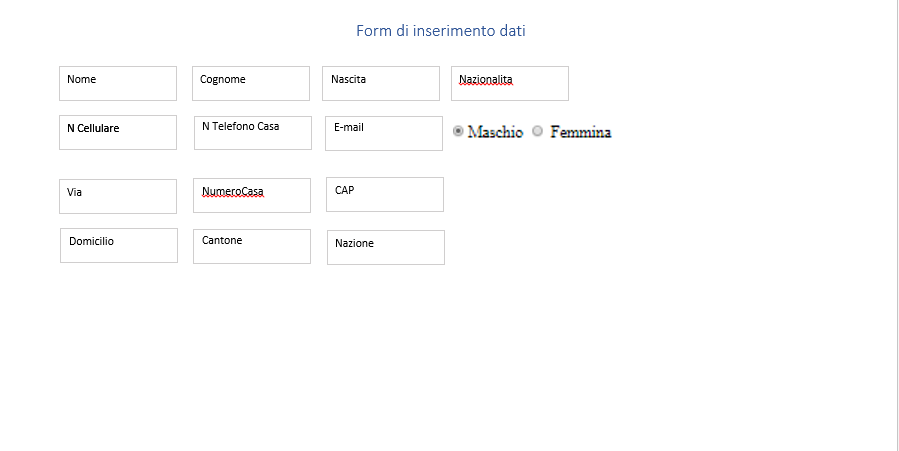 Form di inserimento dati
Nome Cognome Nascita Nazionalita
N Cellulare N Telefono Casa E-mail Maschio Femmina
Via NumeroCasa CAP
Domicilio Cantone Nazione